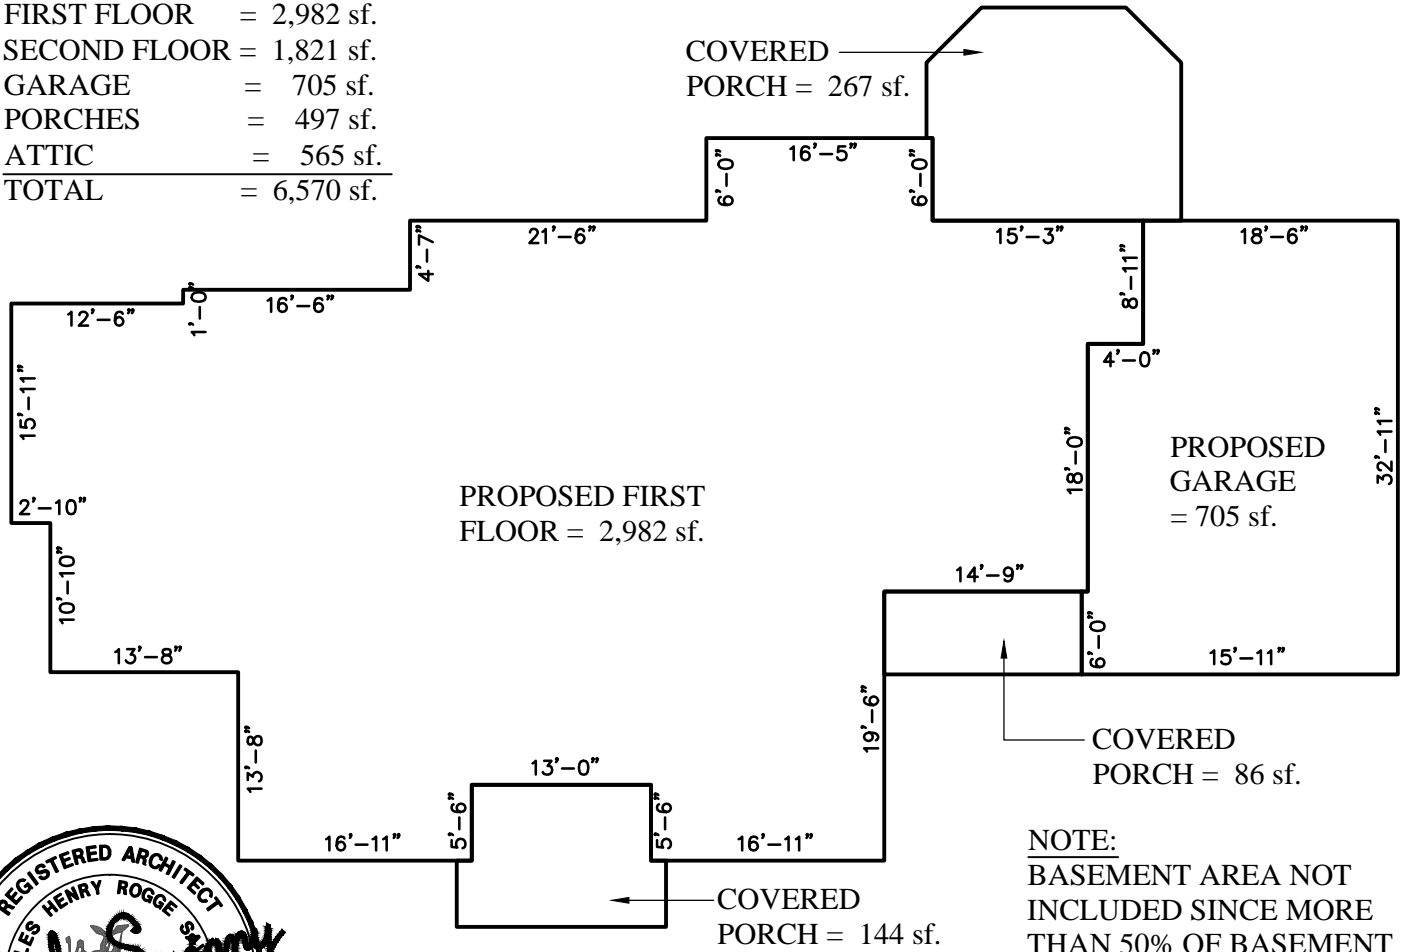 FIRST FLOOR = 2,982 sf.
SECOND FLOOR = 1,821 sf.
GARAGE = 705 sf.
PORCHES = 497 sf.
ATTIC = 565 sf.
TOTAL = 6,570 sf.
COVERED
PORCH = 267 sf.
16'-5"
6'-0"
6'-0"
21'-6"
15'-3"
18'-6"
4'-7"
8'-11"
12'-6"
1'-0"
16'-6"
4'-0"
15'-11"
18'-0"
32'-11"
PROPOSED
GARAGE
= 705 sf.
PROPOSED FIRST
FLOOR = 2,982 sf.
2'-10"
10'-10"
14'-9"
6'-0"
13'-8"
15'-11"
19'-6"
13'-8"
13'-0"
COVERED
PORCH = 86 sf.
5'-6"
5'-6"
16'-11"
16'-11"
COVERED
PORCH = 144 sf.
NOTE:
BASEMENT AREA NOT
INCLUDED SINCE MORE
THAN 50% OF BASEMENT
REGISTERED ARCHITECT
HENRY ROGGE